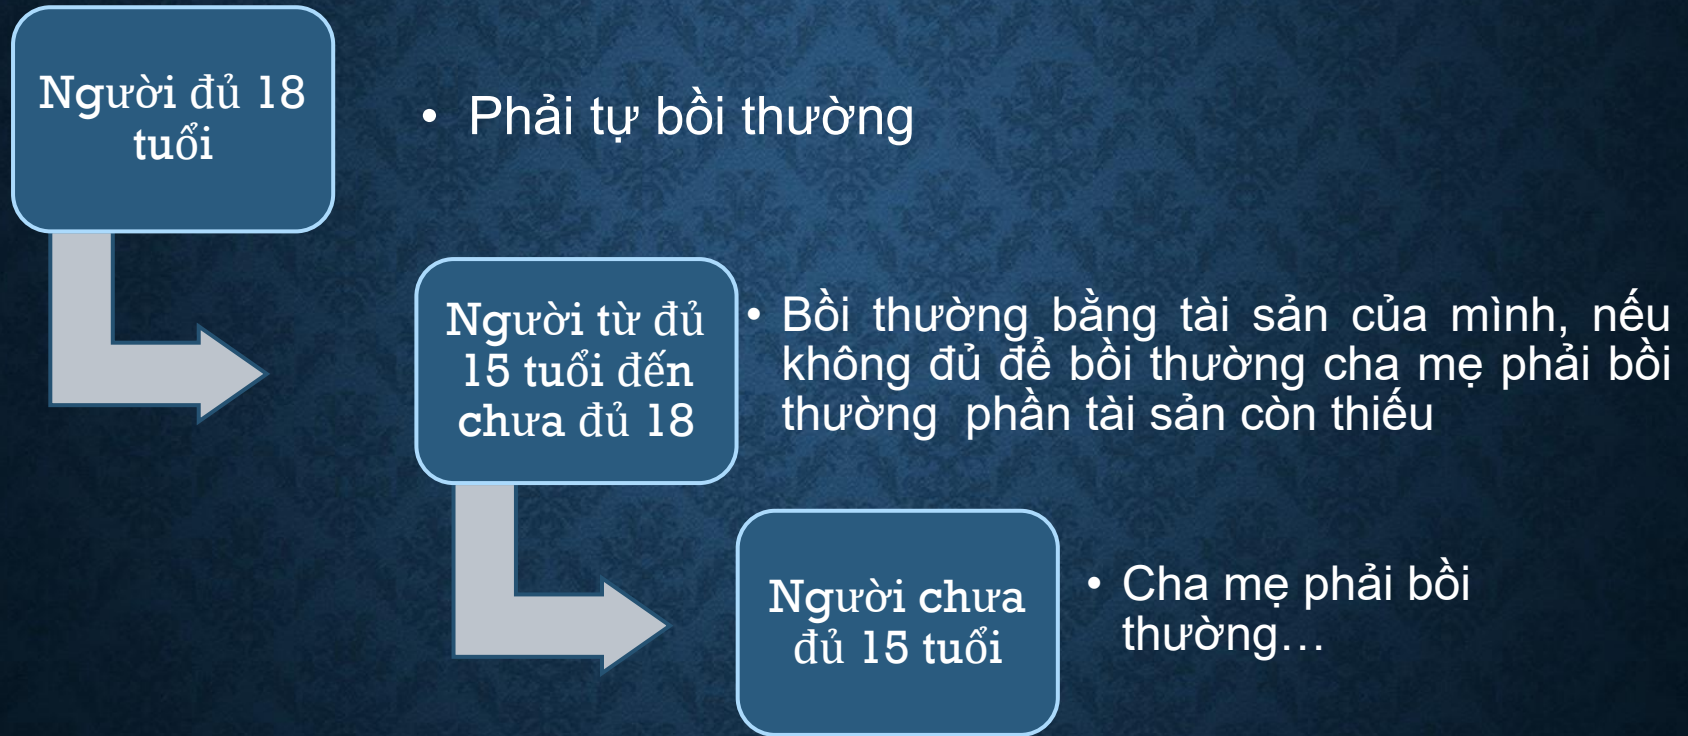 Người đủ 18
tuổi
• Phải tự bồi thường
Người từ đủ
15 tuổi đến
chưa đủ 18
• Bồi thường bằng tài sản của mình, nếu
không đủ để bồi thường cha mẹ phải bồi
thường phần tài sản còn thiếu
Người chưa
đủ 15 tuổi
• Cha mẹ phải bồi
thường…